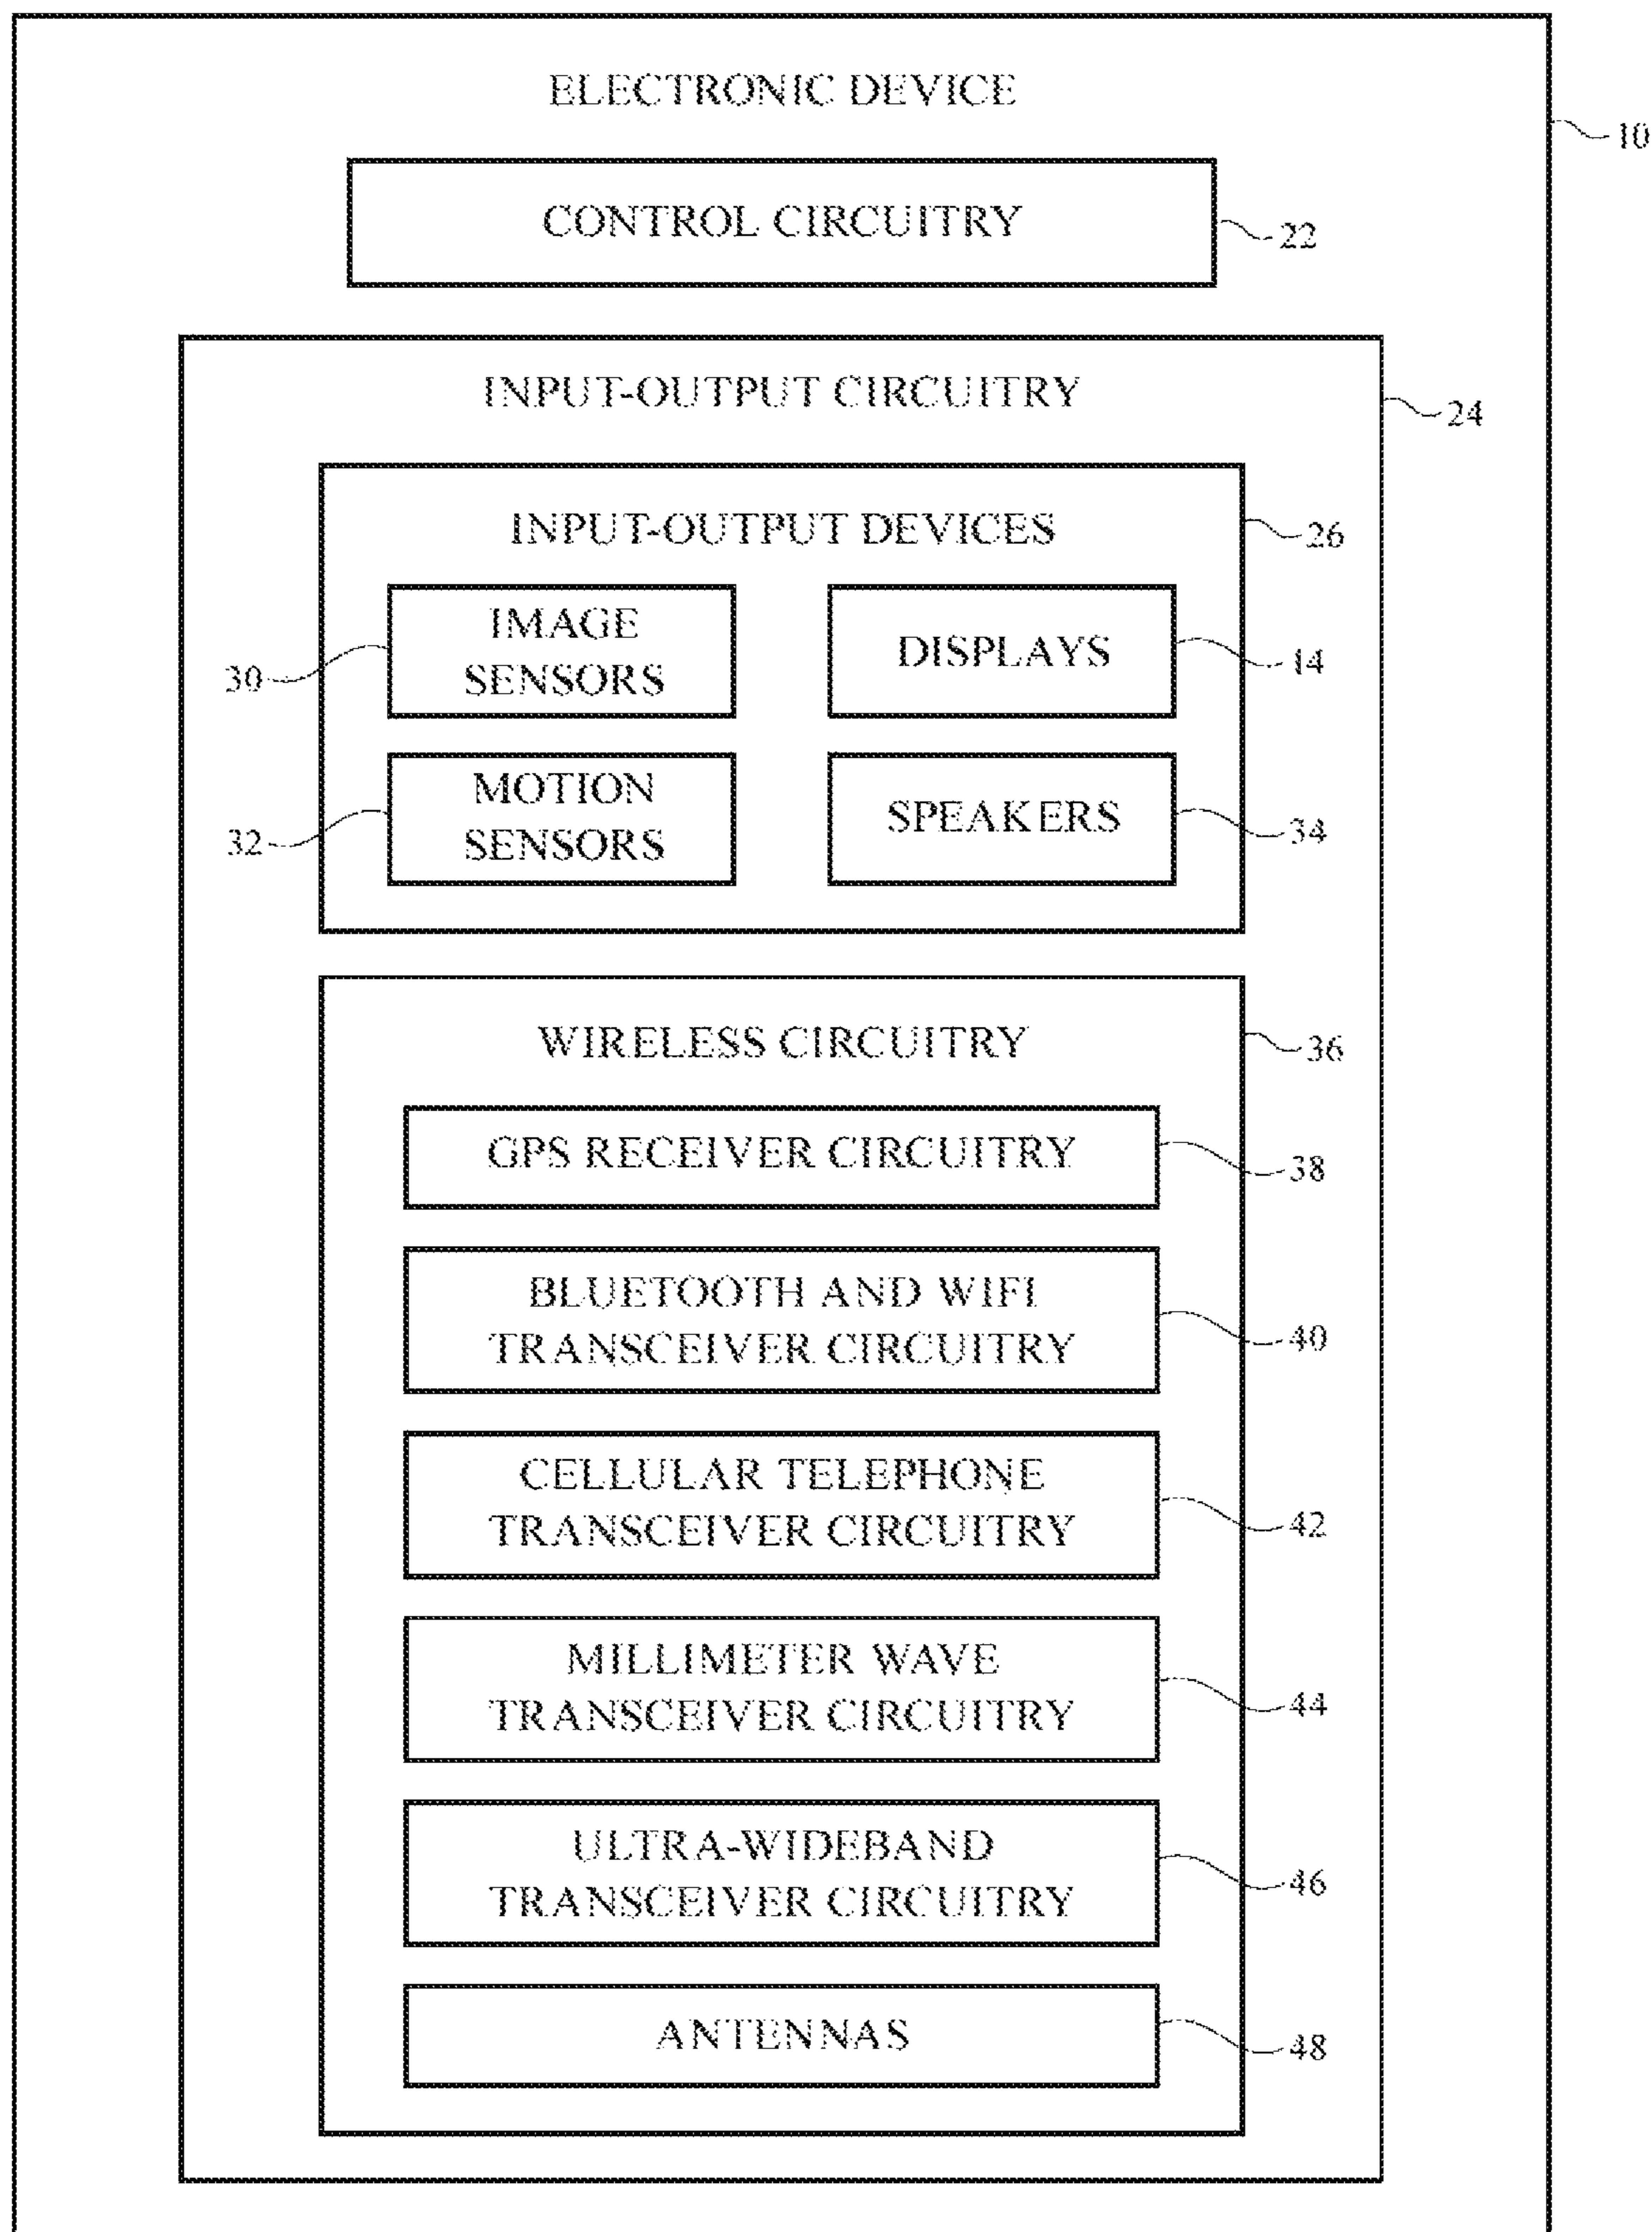 ELECTRONIC DEVICE
10
CONTROL CIRCUITRY
22
INPUT-OUTPUT CIRCUITRY
24
INPUT-OUTPUT DEVICES
26
IMAGE
SENSORS
30
DISPLAYS
14
MOTION
SENSORS
32
SPEAKERS
34
WIRELESS CIRCUITRY
36
GPS RECEIVER CIRCUITRY
38
BLUETOOTH AND WIFI
TRANSCEIVER CIRCUITRY
40
CELLULAR TELEPHONE
TRANSCEIVER CIRCUITRY
42
MILLIMETER WAVE
TRANSCEIVER CIRCUITRY
44
ULTRA-WIDEBAND
TRANSCEIVER CIRCUITRY
46
ANTENNAS
48